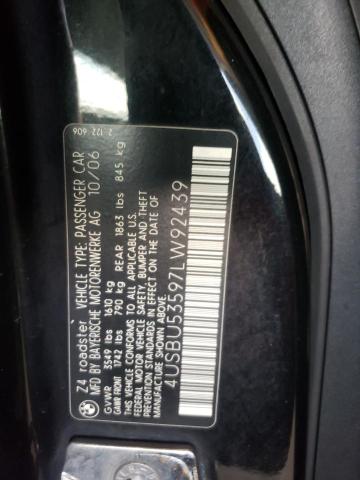 2 122 606
Z4 roadster VEHICLE TYPE: PASSENGER CAR
MFD BY BAYERISCHE MOTORENWERKE AG 10/06
GVWR 3549 lbs 1610 kg
GAWR FRONT 1742 lbs 790 kg REAR 1863 lbs 845 kg
THIS VEHICLE CONFORMS TO ALL APPLICABLE
FEDERAL MOTOR VEHICLE SAFETY, BUMPER AND THEFT
PREVENTION STANDARDS IN EFFECT ON THE DATE OF
MANUFACTURE SHOWN ABOVE.
4USBU53597LW92439